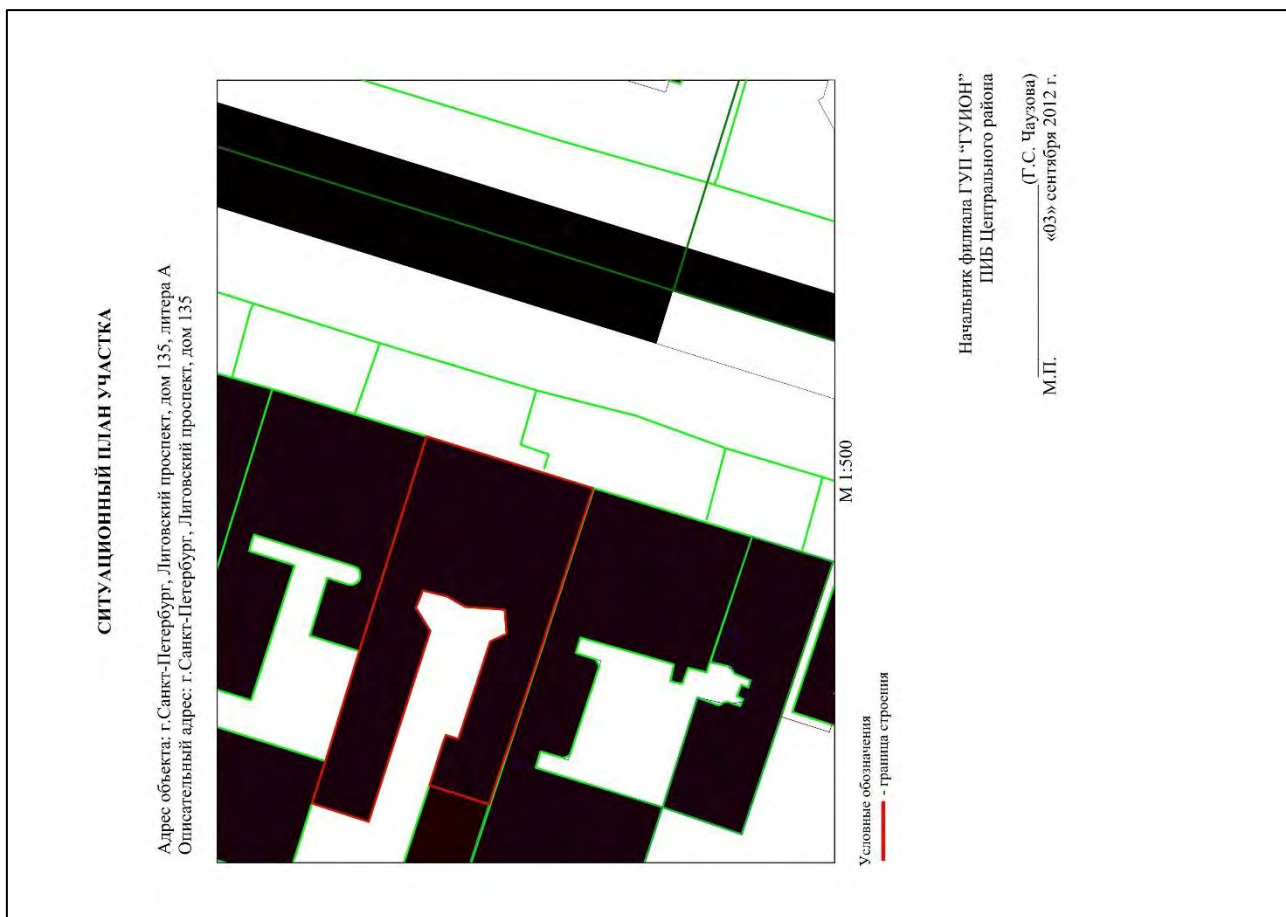 СИТУАЦИОННЫЙ ПЛАН УЧАСТКА
Адрес объекта: г.Санкт-Петербург, Лиговский проспект, дом 135, литера А
Описательный адрес: г.Санкт-Петербург, Лиговский проспект, дом 135
М 1:500
Условные обозначения
- граница строения
Начальник филиала ГУП “ГУИОН”
ПИБ Центрального района
(Г.С. Чаузова)
М.П. «03» сентября 2012 г.